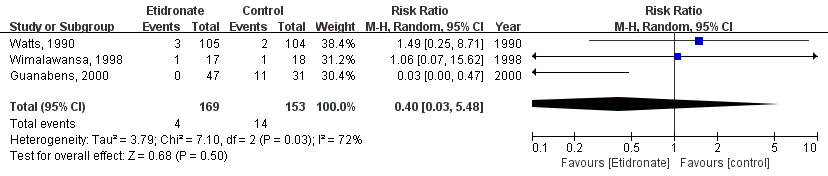 Etidronate Control Risk Ratio Risk Ratio
Study or Subgroup Events Total Events Total Weight M-H, Random, 95% CI Year M-H, Random, 95% CI
Watts, 1990 3 105 2 104 38.4% 1.49 [0.25, 8.71] 1990
Wimalawansa, 1998 1 17 1 18 31.2% 1.06 [0.07, 15.62] 1998
Guanabens, 2000 0 47 11 31 30.4% 0.03 [0.00, 0.47] 2000
Total (95% CI) 169 153 100.0% 0.40 [0.03, 5.48]
Total events 4 14
Heterogeneity: Tau² = 3.79; Chi² = 7.10, df = 2 (P = 0.03); I² = 72%
Test for overall effect: Z = 0.68 (P = 0.50)
0.1 0.2 0.5 1 2 5 10
Favours [Etidronate] Favours [control]